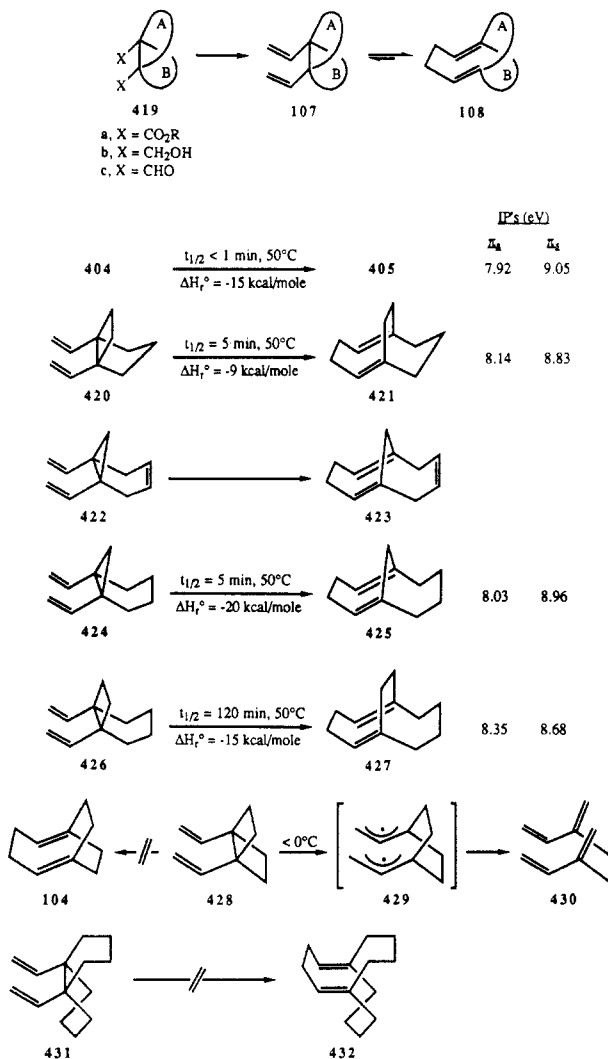 A
X
X
B
A
B
A
B
419
107
108
a, X = CO₂R
b, X = CH₂OH
c, X = CHO
IP's (eV)
π_A π_S
404
t₁/₂ < 1 min, 50°C
ΔHᵣ° = -15 kcal/mole
405
7.92 9.05
t₁/₂ = 5 min, 50°C
ΔHᵣ° = -9 kcal/mole
8.14 8.83
420
421
422
423
t₁/₂ = 5 min, 50°C
ΔHᵣ° = -20 kcal/mole
8.03 8.96
424
425
t₁/₂ = 120 min, 50°C
ΔHᵣ° = -15 kcal/mole
8.35 8.68
426
427
< 0°C
104
428
429
430
431
432